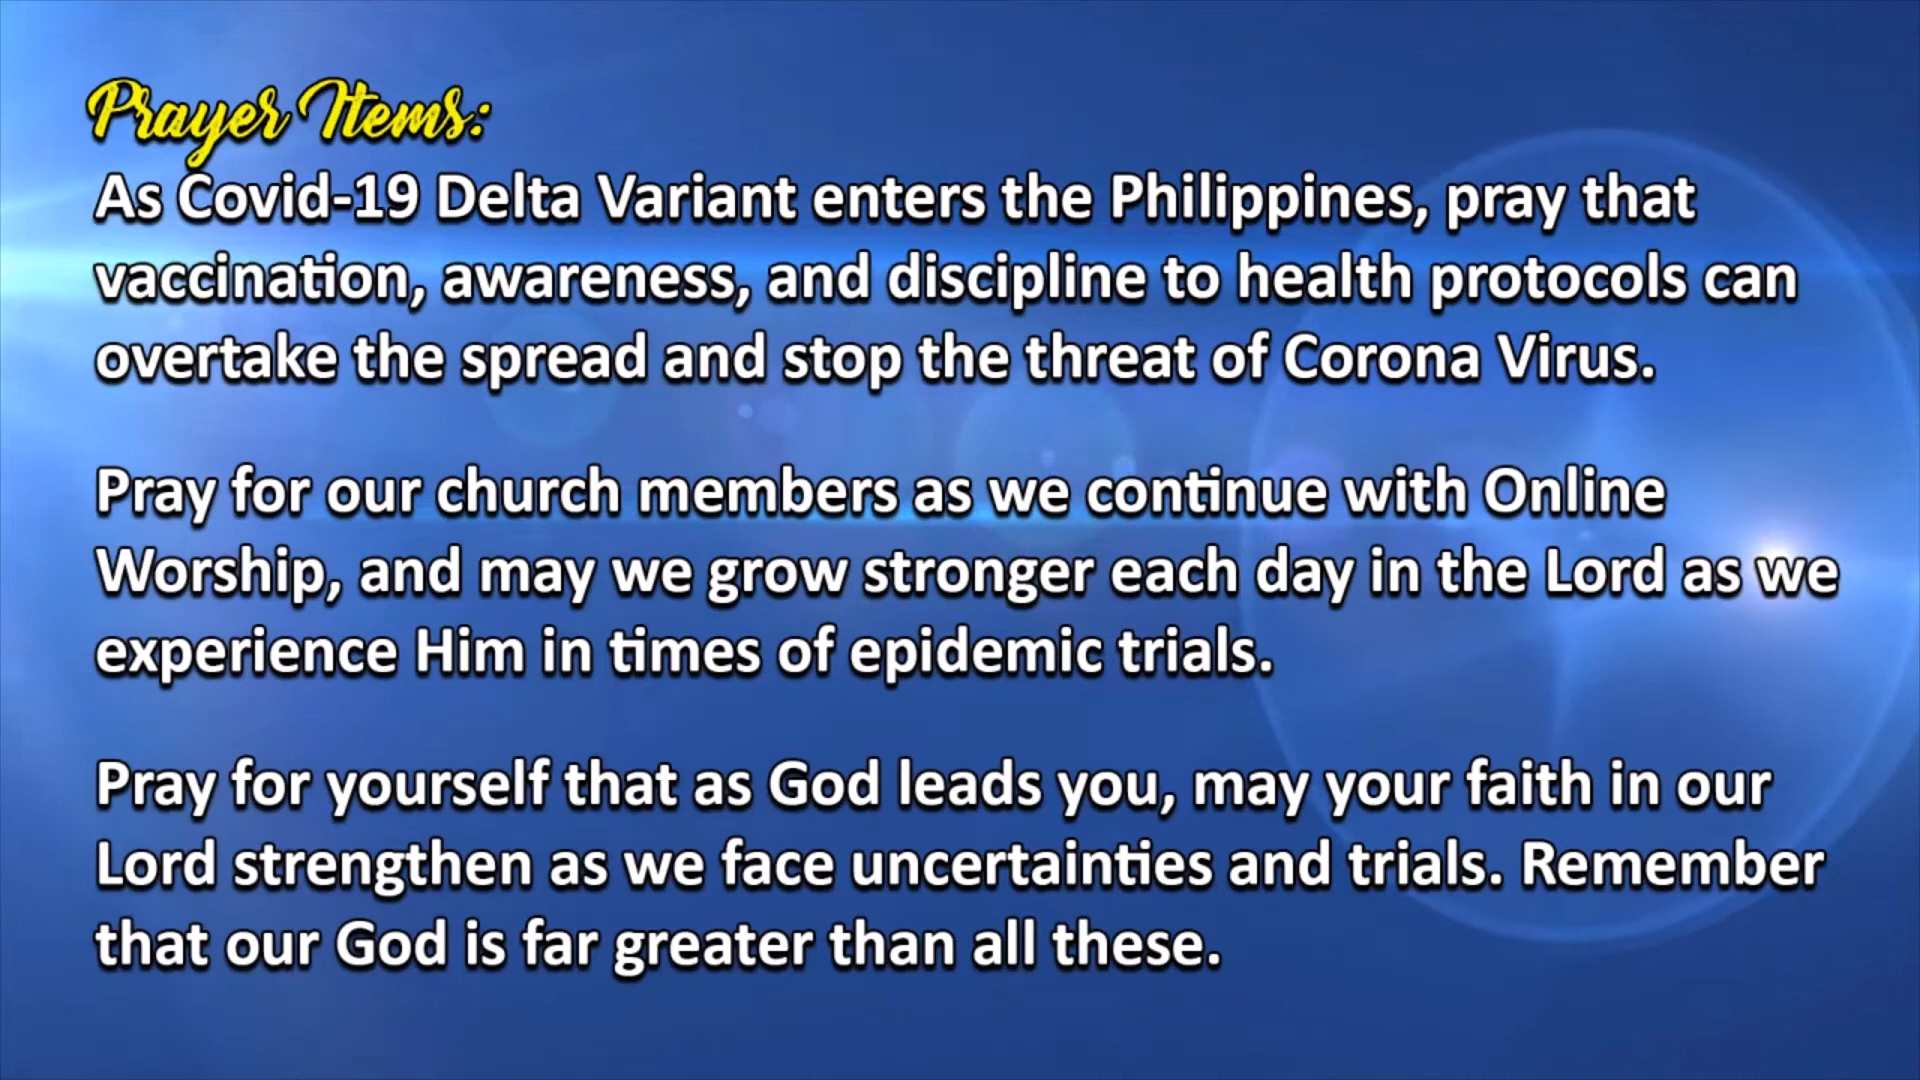 Prayer Items:
As Covid-19 Delta Variant enters the Philippines, pray that
vaccination, awareness, and discipline to health protocols can
overtake the spread and stop the threat of Corona Virus.
Pray for our church members as we continue with Online
Worship, and may we grow stronger each day in the Lord as we
experience Him in times of epidemic trials.
Pray for yourself that as God leads you, may your faith in our
Lord strengthen as we face uncertainties and trials. Remember
that our God is far greater than all these.